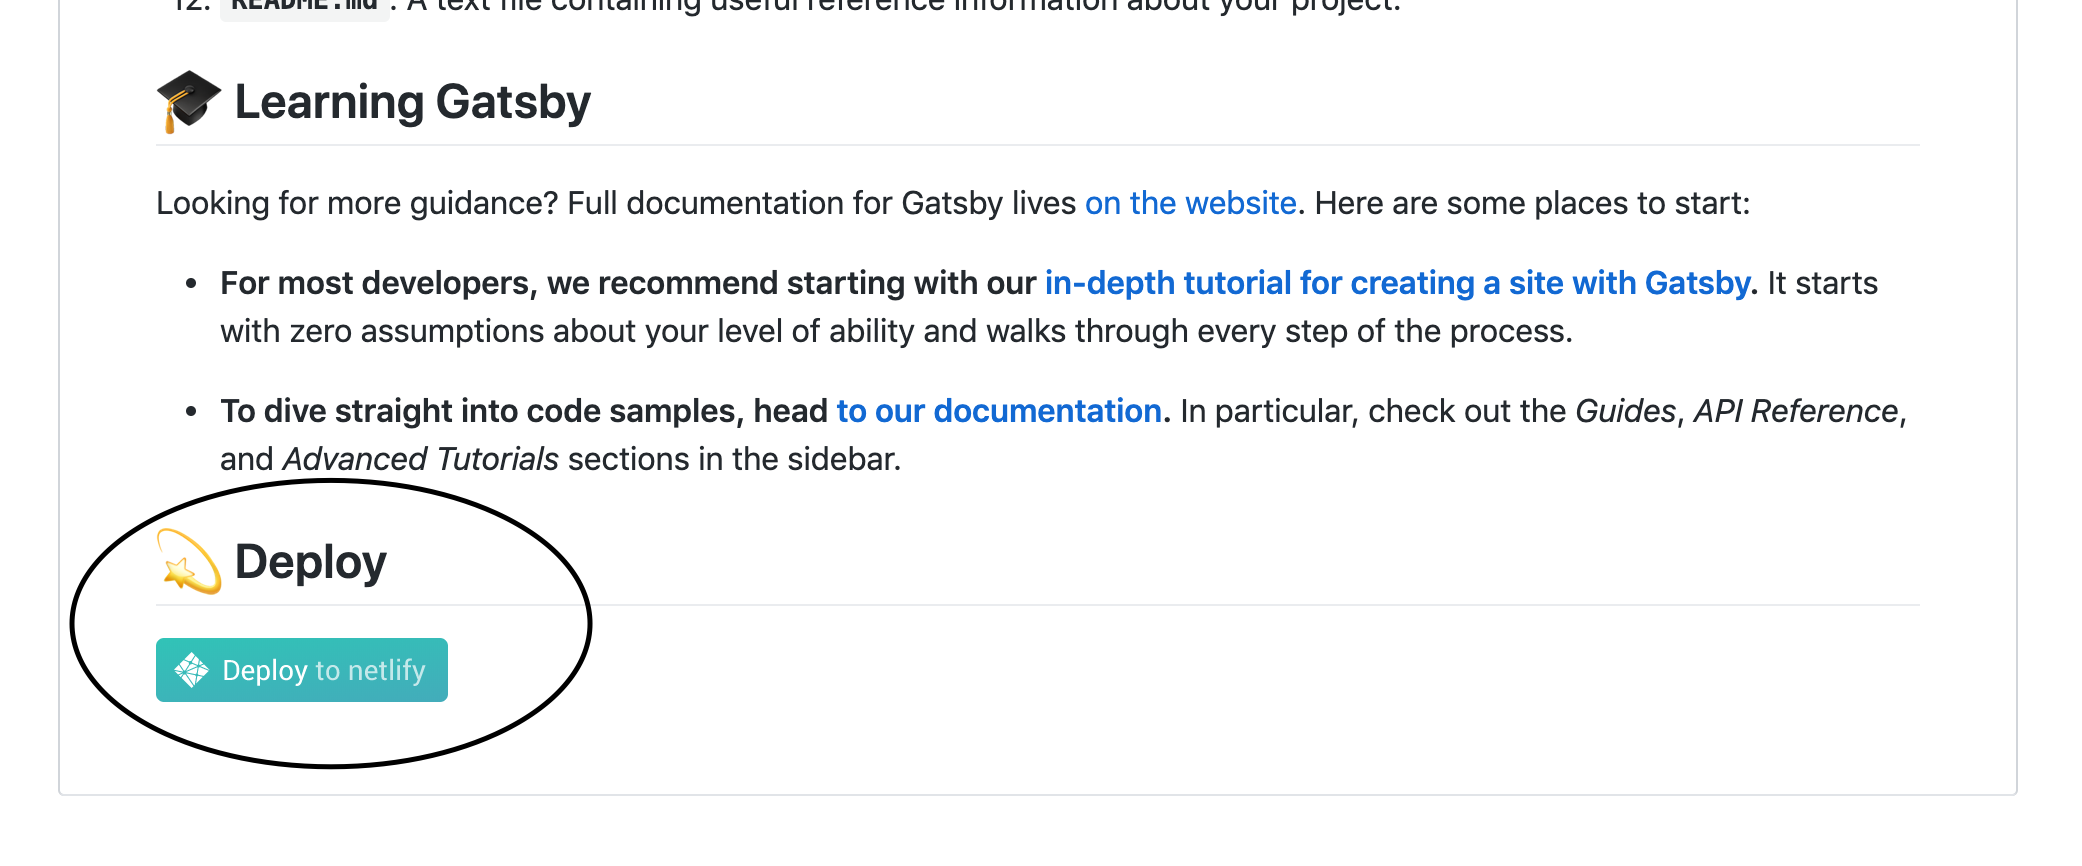 12. README.md. A text file containing useful reference information about your project.
🎓 Learning Gatsby
Looking for more guidance? Full documentation for Gatsby lives on the website. Here are some places to start:
• For most developers, we recommend starting with our in-depth tutorial for creating a site with Gatsby. It starts
with zero assumptions about your level of ability and walks through every step of the process.
• To dive straight into code samples, head to our documentation. In particular, check out the Guides, API Reference,
and Advanced Tutorials sections in the sidebar.
💫 Deploy
Deploy to netlify